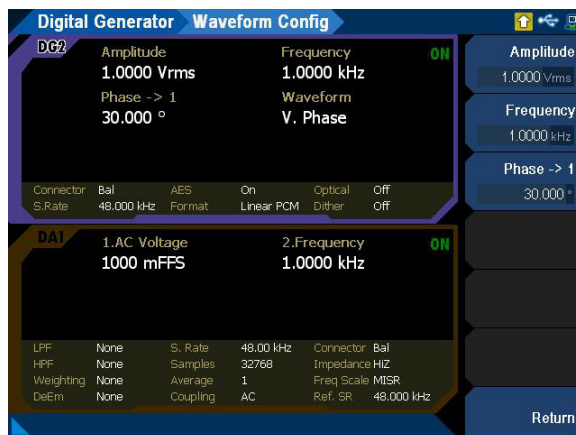 Digital Generator Waveform Config
DG2
Amplitude Frequency ON
1.0000 Vrms 1.0000 kHz
Phase -> 1 Waveform
30.000 ° V. Phase
Connector Bal AES On Optical Off
S.Rate 48.000 kHz Format Linear PCM Dither Off
DA1
1.AC Voltage 2.Frequency ON
1000 mFFS 1.0000 kHz
LPF None S. Rate 48.00 kHz Connector Bal
HPF None Samples 32768 Impedance HiZ
Weighting None Average 1 Freq Scale MISR
DeEm None Coupling AC Ref. SR 48.000 kHz
Amplitude
1.0000 Vrms
Frequency
1.0000 kHz
Phase -> 1
30.000 °
Return